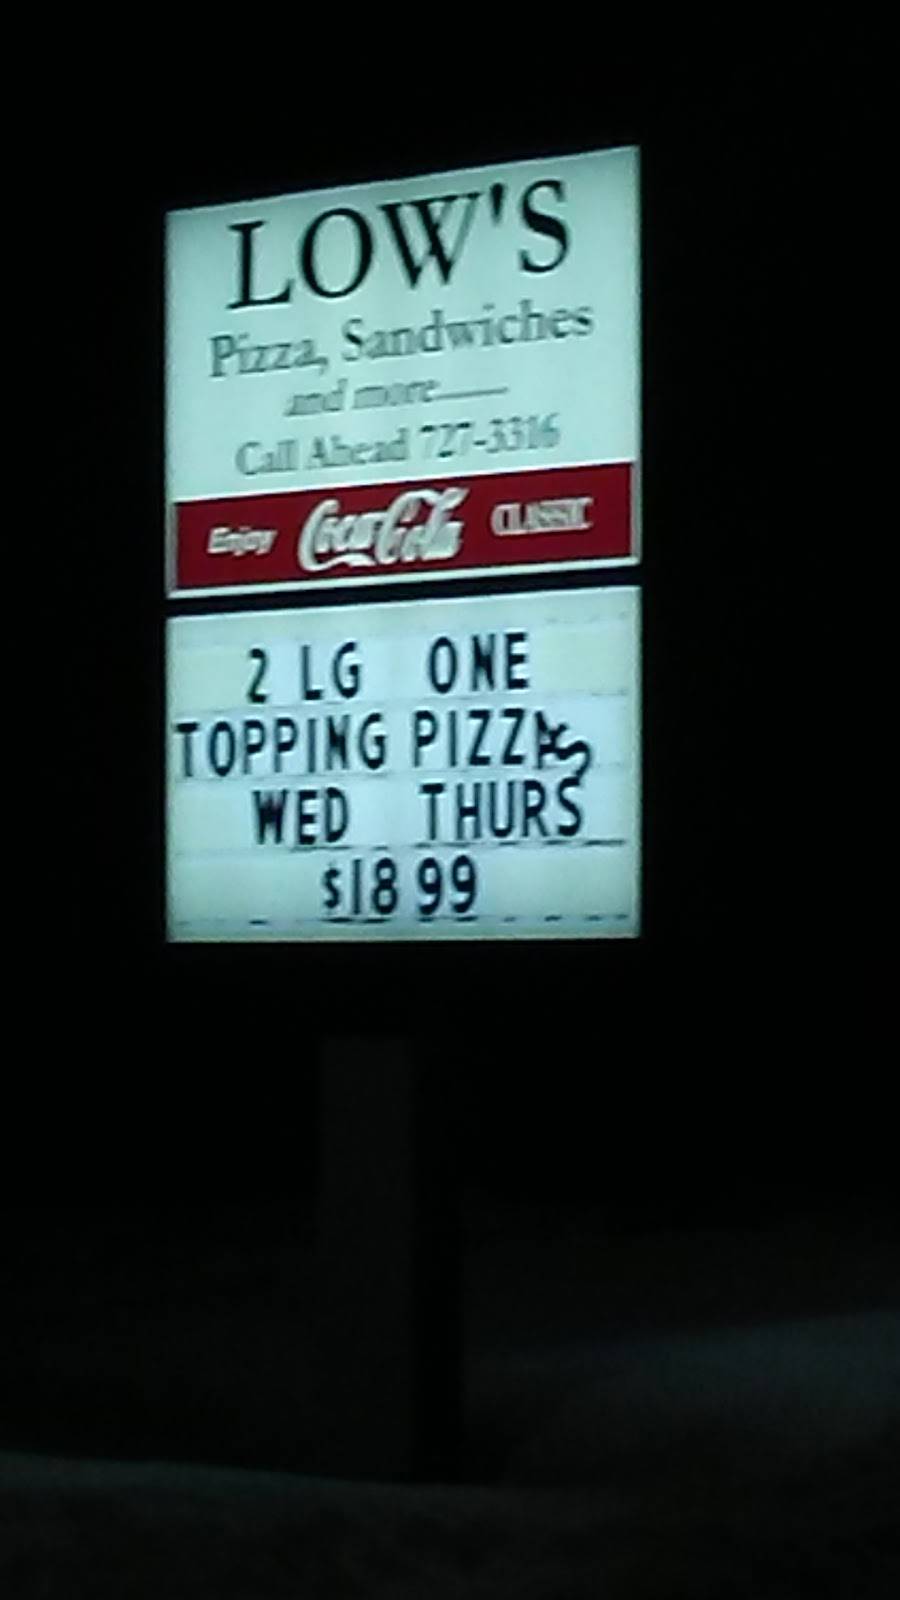 LOW'S
Pizza, Sandwiches
and more......
Call Ahead 727-3316
Enjoy Coca-Cola CLASSIC
2 LG ONE
TOPPING PIZZAS
WED THURS
$18 99